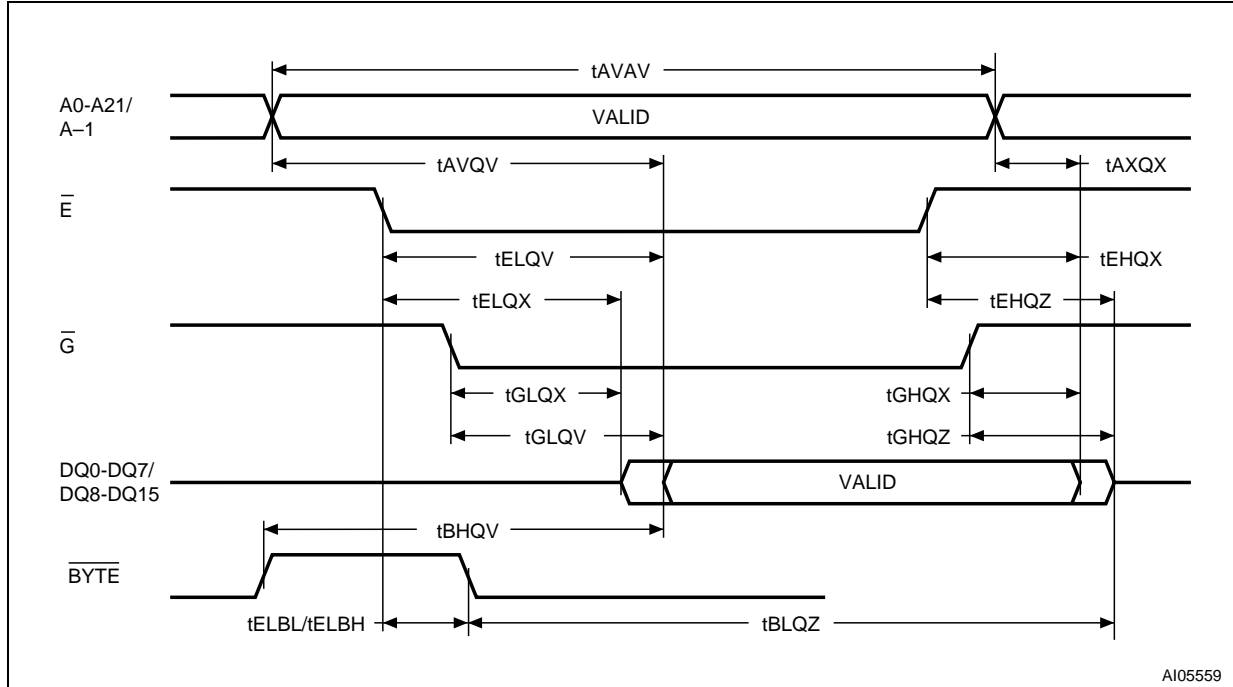 tAVAV
A0-A21/
A–1
VALID
tAVQV
tAXQX
E̅
tELQV
tEHQX
tELQX
tEHQZ
G̅
tGLQX
tGHQX
tGLQV
tGHQZ
DQ0-DQ7/
DQ8-DQ15
VALID
tBHQV
B̅Y̅T̅E̅
tELBL/tELBH
tBLQZ
AI05559